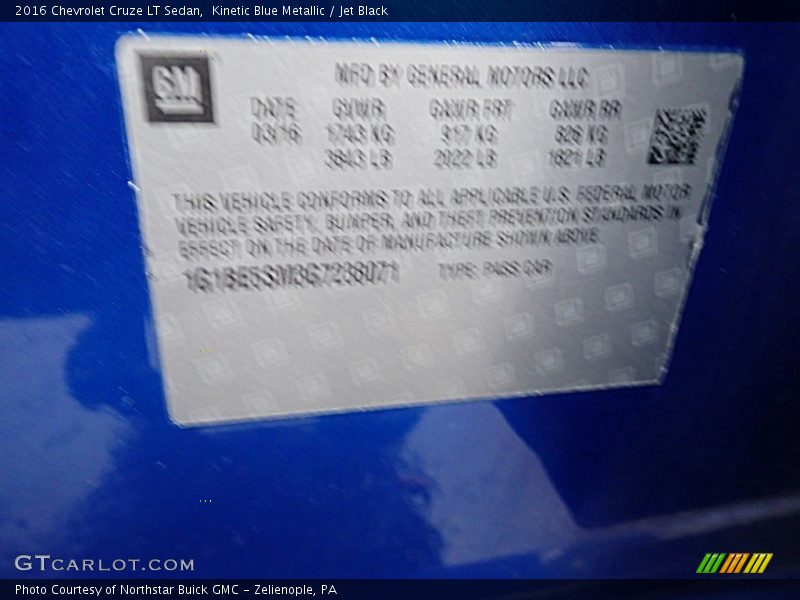 2016 Chevrolet Cruze LT Sedan,  Kinetic Blue Metallic / Jet Black
GM
MFD BY GENERAL MOTORS LLC
DATE GVWR GAWR FRT GAWR RR
03/16 1743 KG 917 KG 826 KG
3843 LB 2022 LB 1821 LB
THIS VEHICLE CONFORMS TO ALL APPLICABLE U.S. FEDERAL MOTOR
VEHICLE SAFETY, BUMPER, AND THEFT PREVENTION STANDARDS IN
EFFECT ON THE DATE OF MANUFACTURE SHOWN ABOVE.
1G1BE5SM3G7238071 TYPE: PASS CAR
GTCARLOT.COM
Photo Courtesy of Northstar Buick GMC - Zelienople, PA